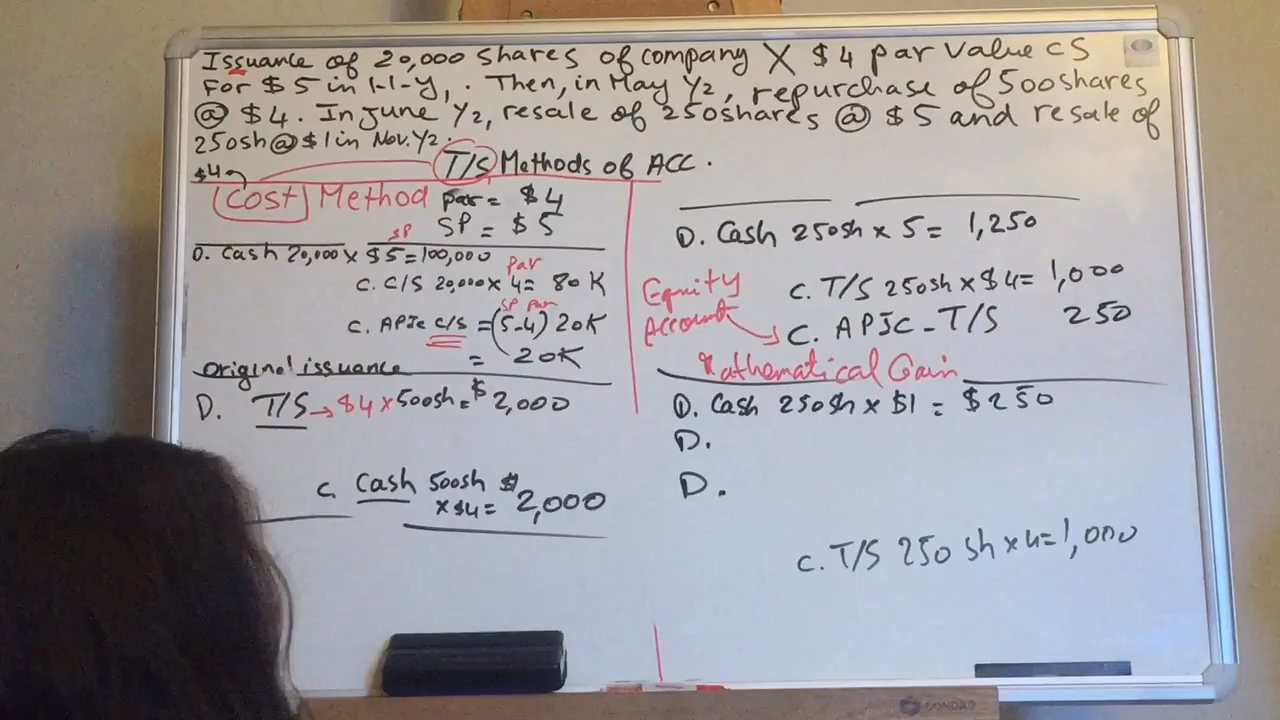 Issuance of 20,000 shares of company X $4 par value CS
For $5 in 1-1-Y1. Then, in May Y2, repurchase of 500shares
@ $4. In June Y2, resale of 250shares @ $5 and resale of
250sh@$1 in Nov. Y2.
$4
T/S Methods of ACC.
Cost Method par = $4
SP = $5
SP
D. Cash 20,000 x $5=100,000
Par
C. C/S 20,000 x 4= 80K
SP Par
C. APIC C/S = (5-4) 20K
= 20K
Original issuance
D. T/S → $4 x 500sh = $2,000
C. Cash 500sh $
x $4= 2,000
D. Cash 250sh x 5= 1,250
C. T/S 250sh x $4= 1,000
Equity
Account
C. APIC - T/S 250
Mathematical Gain
D. Cash 250sh x $1 = $250
D.
D.
C. T/S 250 sh x 4=1,000